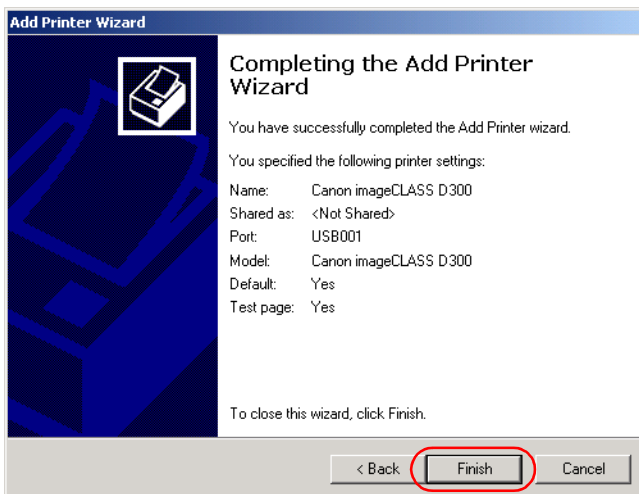 Add Printer Wizard
Completing the Add Printer
Wizard
You have successfully completed the Add Printer wizard.
You specified the following printer settings:
Name: Canon imageCLASS D300
Shared as: <Not Shared>
Port: USB001
Model: Canon imageCLASS D300
Default: Yes
Test page: Yes
To close this wizard, click Finish.
< Back Finish Cancel